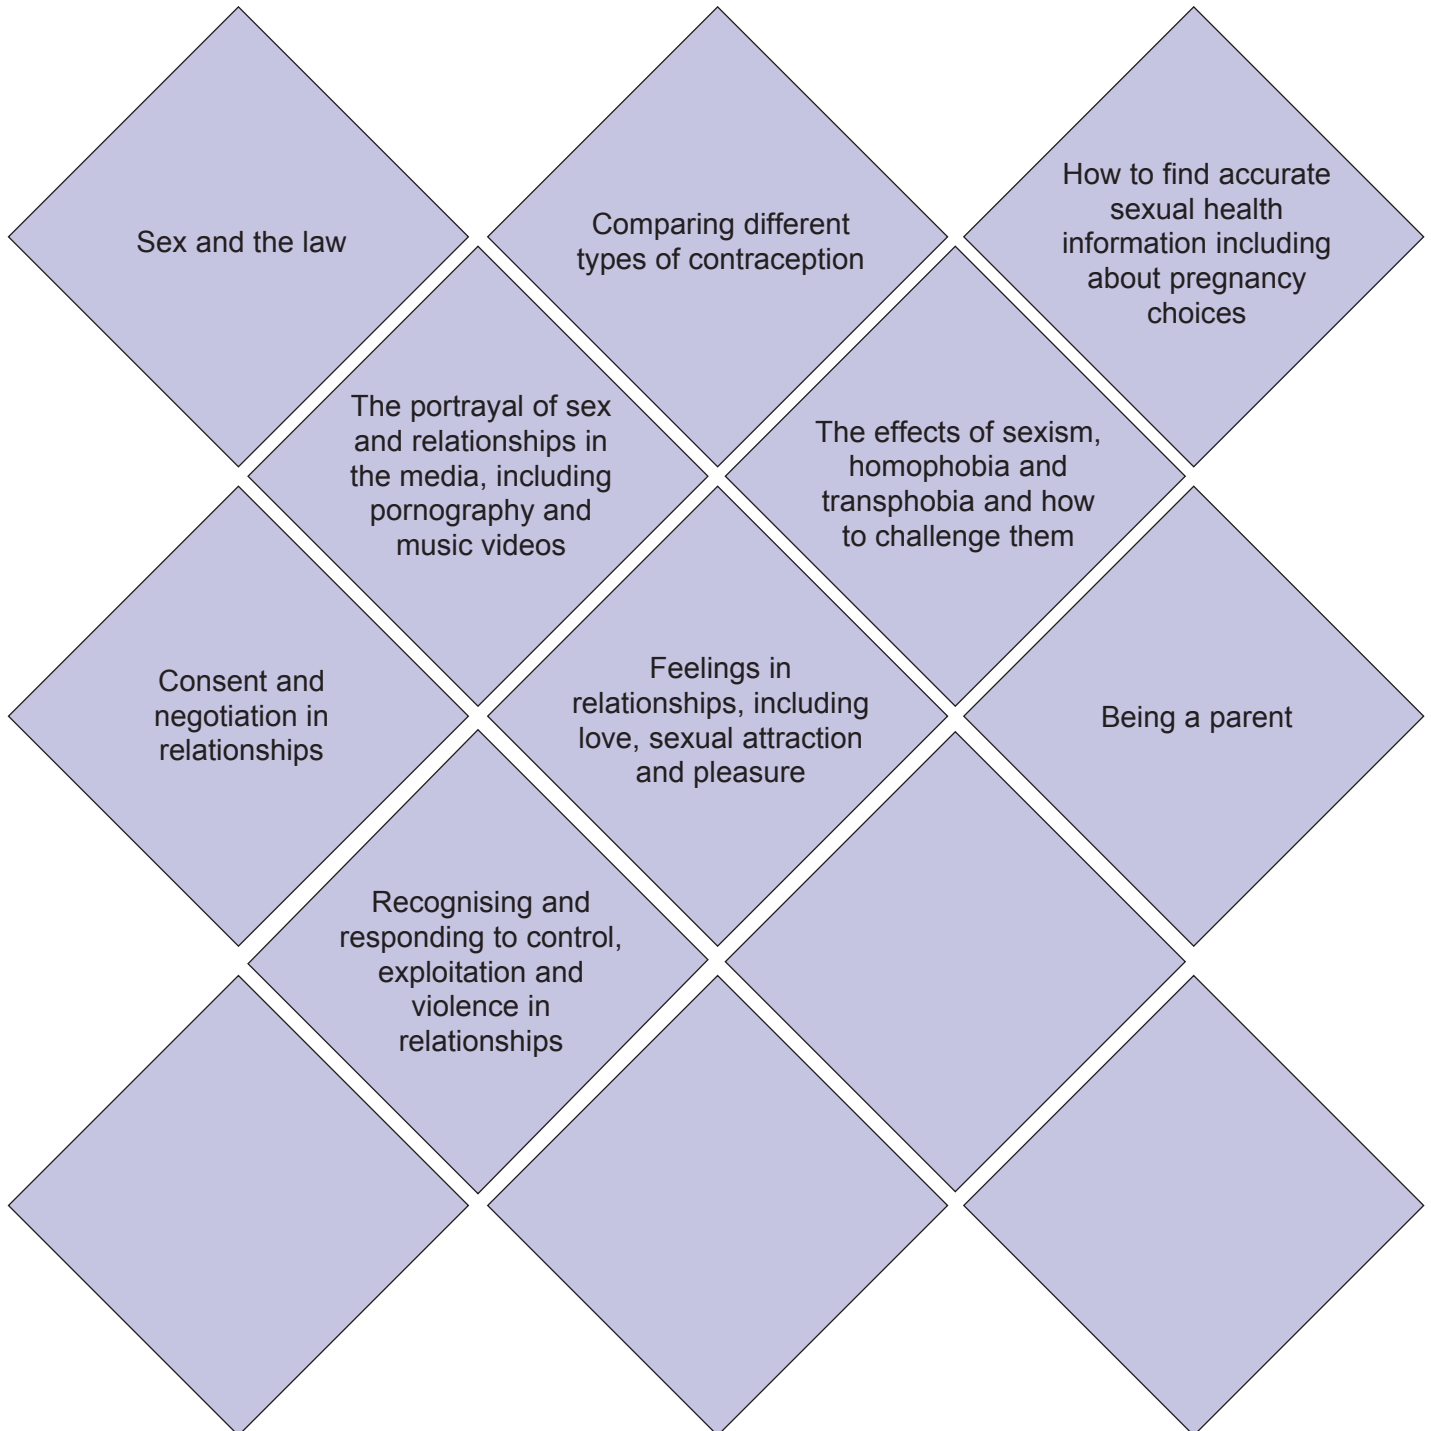 Sex and the law
Comparing different
types of contraception
How to find accurate
sexual health
information including
about pregnancy
choices
The portrayal of sex
and relationships in
the media, including
pornography and
music videos
The effects of sexism,
homophobia and
transphobia and how
to challenge them
Consent and
negotiation in
relationships
Feelings in
relationships, including
love, sexual attraction
and pleasure
Being a parent
Recognising and
responding to control,
exploitation and
violence in
relationships